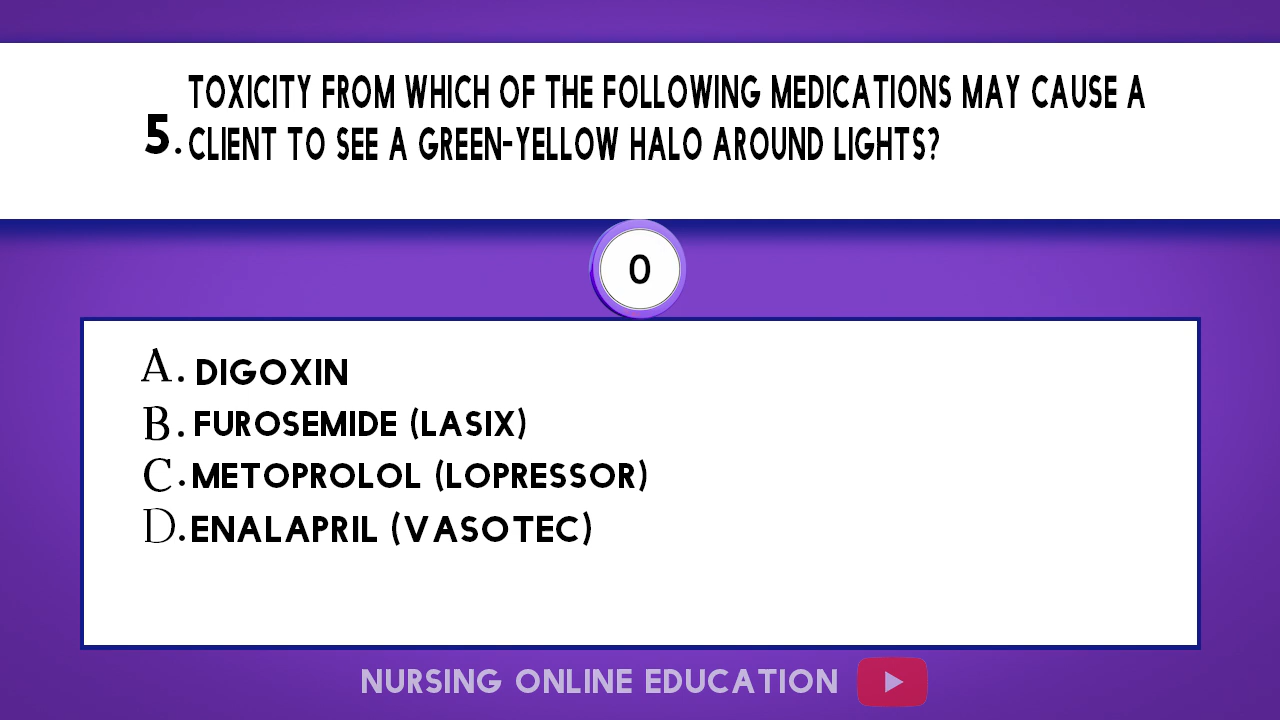 TOXICITY FROM WHICH OF THE FOLLOWING MEDICATIONS MAY CAUSE A
5. CLIENT TO SEE A GREEN-YELLOW HALO AROUND LIGHTS?
0
A. DIGOXIN
B. FUROSEMIDE (LASIX)
C. METOPROLOL (LOPRESSOR)
D. ENALAPRIL (VASOTEC)
NURSING ONLINE EDUCATION